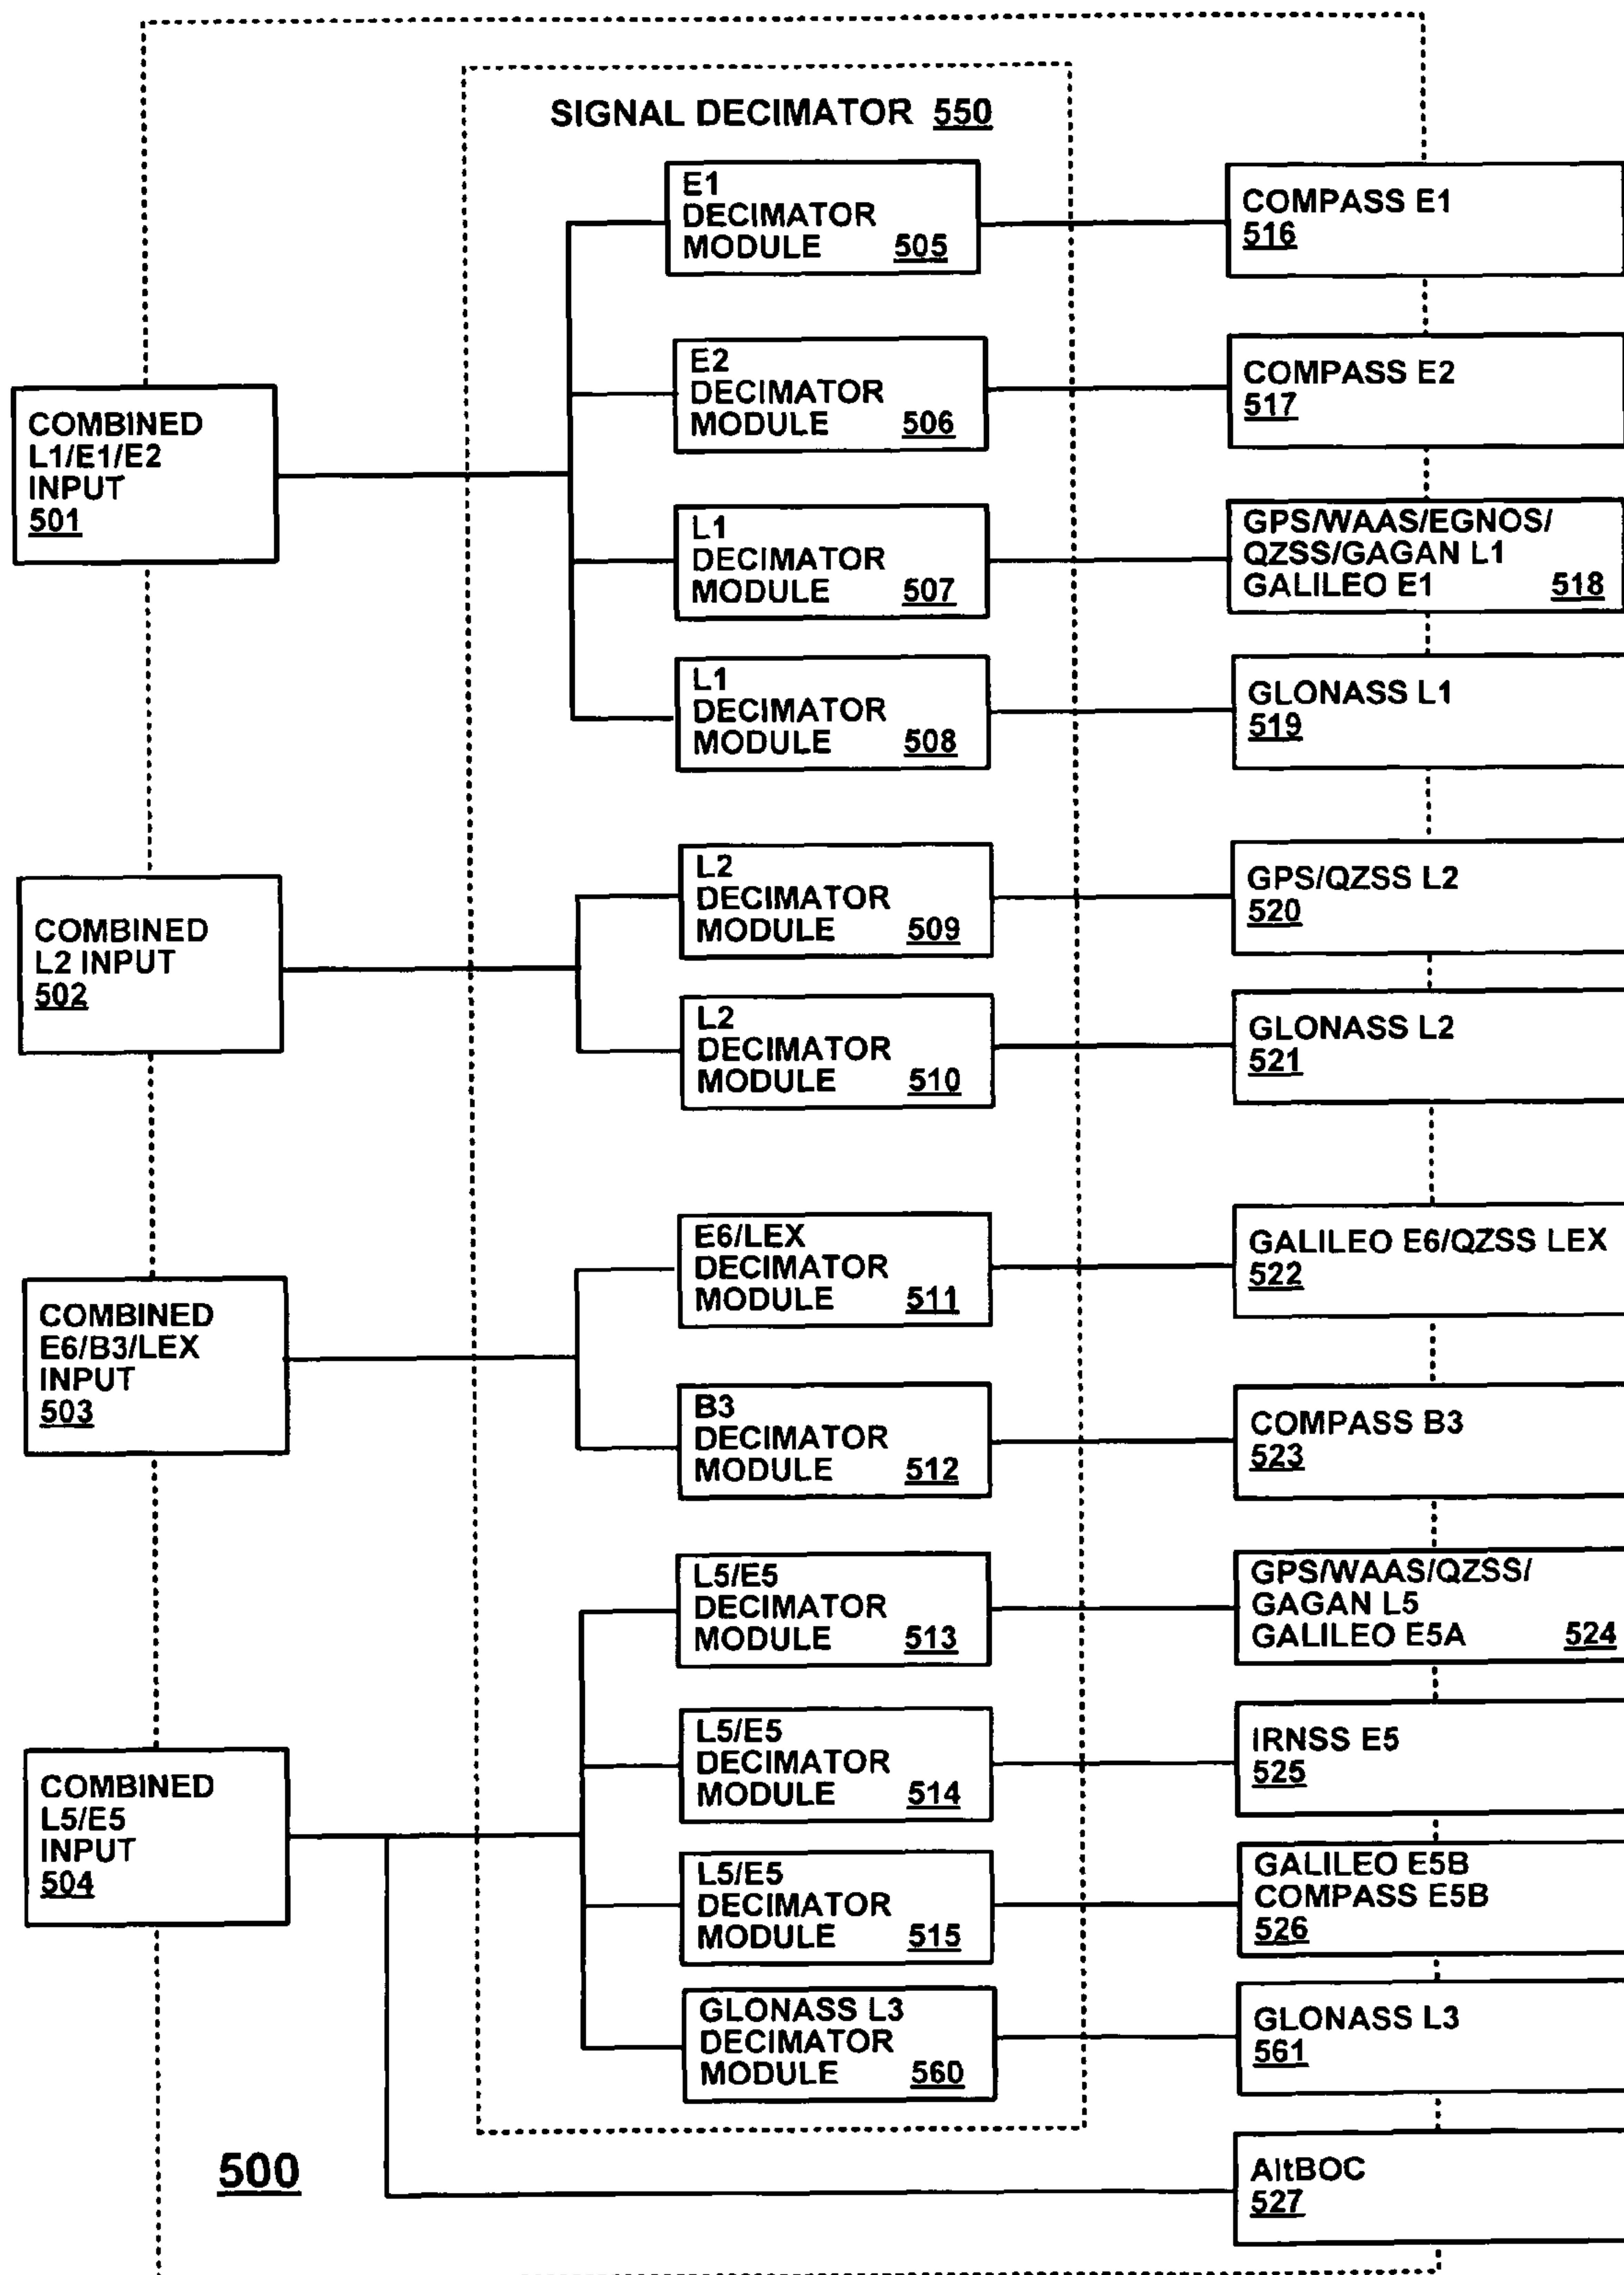 SIGNAL DECIMATOR 550
COMBINED
L1/E1/E2
INPUT
501
E1
DECIMATOR
MODULE 505
COMPASS E1
516
E2
DECIMATOR
MODULE 506
COMPASS E2
517
L1
DECIMATOR
MODULE 507
GPS/WAAS/EGNOS/
QZSS/GAGAN L1
GALILEO E1 518
L1
DECIMATOR
MODULE 508
GLONASS L1
519
COMBINED
L2 INPUT
502
L2
DECIMATOR
MODULE 509
GPS/QZSS L2
520
L2
DECIMATOR
MODULE 510
GLONASS L2
521
COMBINED
E6/B3/LEX
INPUT
503
E6/LEX
DECIMATOR
MODULE 511
GALILEO E6/QZSS LEX
522
B3
DECIMATOR
MODULE 512
COMPASS B3
523
COMBINED
L5/E5
INPUT
504
L5/E5
DECIMATOR
MODULE 513
GPS/WAAS/QZSS/
GAGAN L5
GALILEO E5A 524
L5/E5
DECIMATOR
MODULE 514
IRNSS E5
525
L5/E5
DECIMATOR
MODULE 515
GALILEO E5B
COMPASS E5B
526
GLONASS L3
DECIMATOR
MODULE 560
GLONASS L3
561
AltBOC
527
500